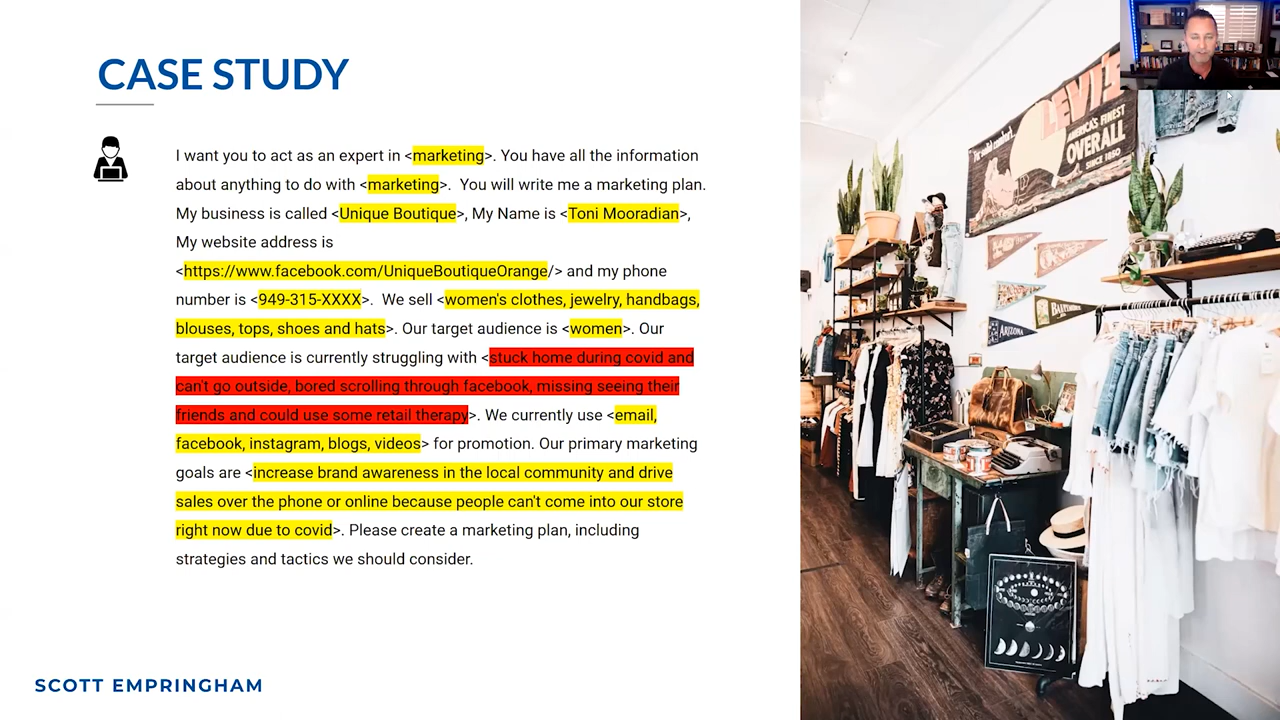 CASE STUDY
I want you to act as an expert in <marketing>. You have all the information
about anything to do with <marketing>.  You will write me a marketing plan.
My business is called <Unique Boutique>, My Name is <Toni Mooradian>,
My website address is
<https://www.facebook.com/UniqueBoutiqueOrange/> and my phone
number is <949-315-XXXX>.  We sell <women's clothes, jewelry, handbags,
blouses, tops, shoes and hats>. Our target audience is <women>. Our
target audience is currently struggling with <stuck home during covid and
can't go outside, bored scrolling through facebook, missing seeing their
friends and could use some retail therapy>. We currently use <email,
facebook, instagram, blogs, videos> for promotion. Our primary marketing
goals are <increase brand awareness in the local community and drive
sales over the phone or online because people can't come into our store
right now due to covid>. Please create a marketing plan, including
strategies and tactics we should consider.
SCOTT EMPRINGHAM
LEVI'S
AMERICA'S FINEST
OVERALL
SINCE 1850
ARIZONA
BALTIMORE